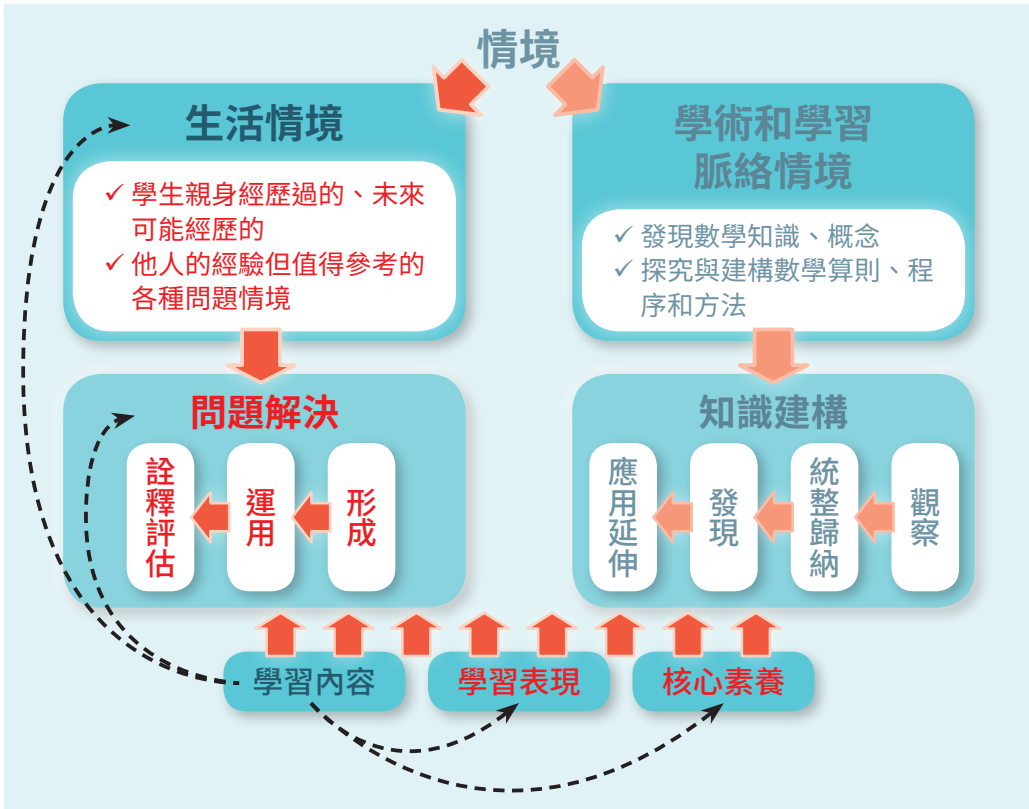 情境
生活情境
✓ 學生親身經歷過的、未來
可能經歷的
✓ 他人的經驗但值得參考的
各種問題情境
學術和學習
脈絡情境
✓ 發現數學知識、概念
✓ 探究與建構數學算則、程
序和方法
問題解決
詮釋評估
運用
形成
知識建構
應用延伸
發現
統整歸納
觀察
學習內容
學習表現
核心素養